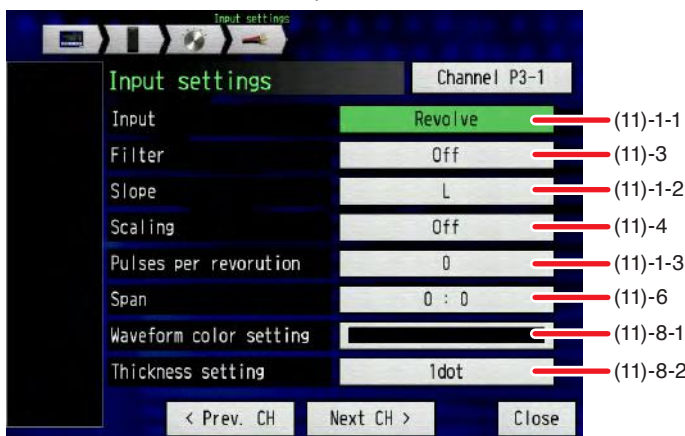 Input settings
Input settings Channel P3-1
Input Revolve (11)-1-1
Filter Off (11)-3
Slope L (11)-1-2
Scaling Off (11)-4
Pulses per revorution 0 (11)-1-3
Span 0 : 0 (11)-6
Waveform color setting (11)-8-1
Thickness setting 1dot (11)-8-2
< Prev. CH Next CH > Close